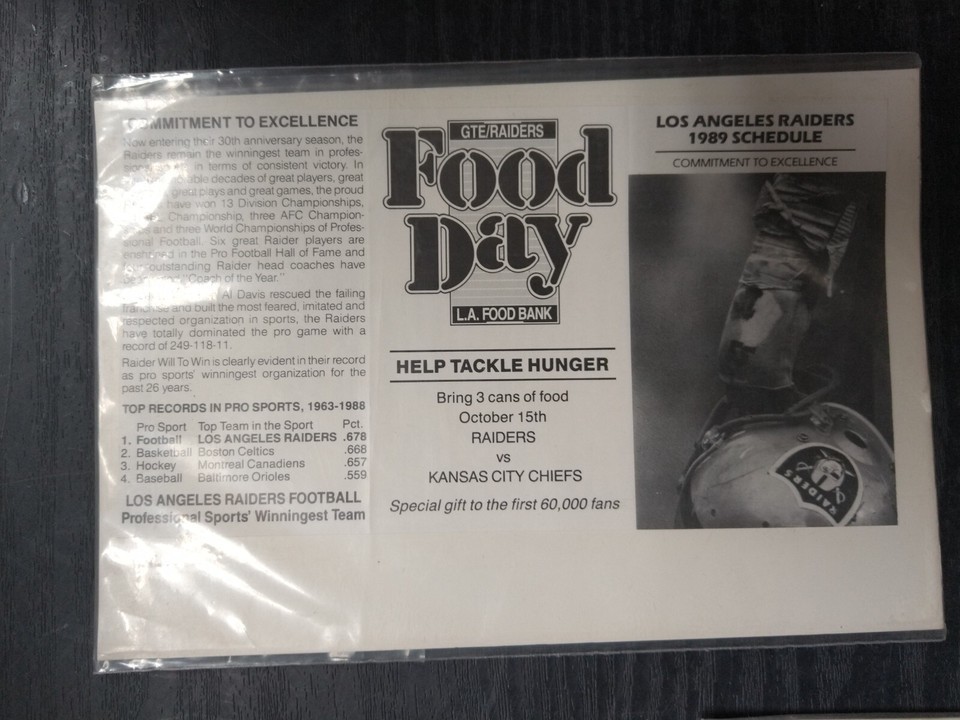 COMMITMENT TO EXCELLENCE
Now entering their 30th anniversary season, the
Raiders remain the winningest team in profes-
in terms of consistent victory. In
decades of great players, great
great plays and great games, the proud
have won 13 Division Championships,
Championship, three AFC Champion-
and three World Championships of Profes-
sional Football. Six great Raider players are
enshrined in the Pro Football Hall of Fame and
outstanding Raider head coaches have
"Coach of the Year."
Al Davis rescued the failing
franchise and built the most feared, imitated and
respected organization in sports, the Raiders
have totally dominated the pro game with a
record of 249-118-11.
Raider Will To Win is clearly evident in their record
as pro sports' winningest organization for the
past 26 years.
TOP RECORDS IN PRO SPORTS, 1963-1988
Pro Sport Top Team in the Sport Pct.
1. Football LOS ANGELES RAIDERS .678
2. Basketball Boston Celtics .668
3. Hockey Montreal Canadiens .657
4. Baseball Baltimore Orioles .559
LOS ANGELES RAIDERS FOOTBALL
Professional Sports' Winningest Team
GTE/RAIDERS
Food
Day
L.A. FOOD BANK
HELP TACKLE HUNGER
Bring 3 cans of food
October 15th
RAIDERS
vs
KANSAS CITY CHIEFS
Special gift to the first 60,000 fans
LOS ANGELES RAIDERS
1989 SCHEDULE
COMMITMENT TO EXCELLENCE
RAIDERS